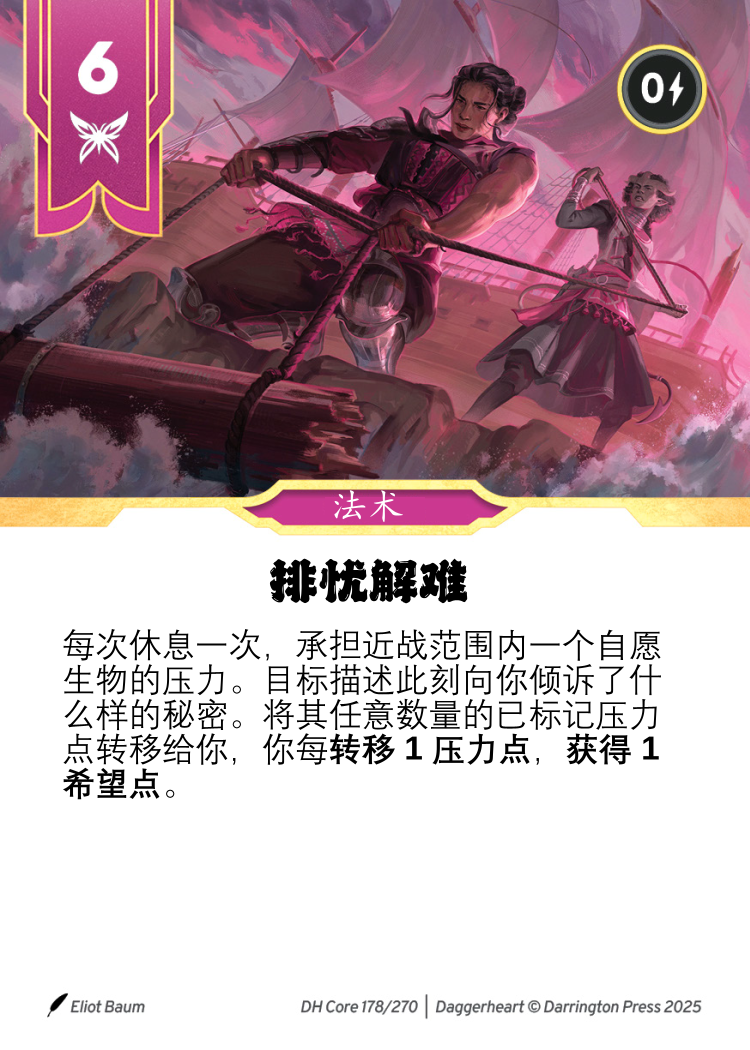 6
0
法术
排忧解难
每次休息一次，承担近战范围内一个自愿
生物的压力。目标描述此刻向你倾诉了什
么样的秘密。将其任意数量的已标记压力
点转移给你，你每转移 1 压力点，获得 1
希望点。
Eliot Baum
DH Core 178/270 | Daggerheart © Darrington Press 2025